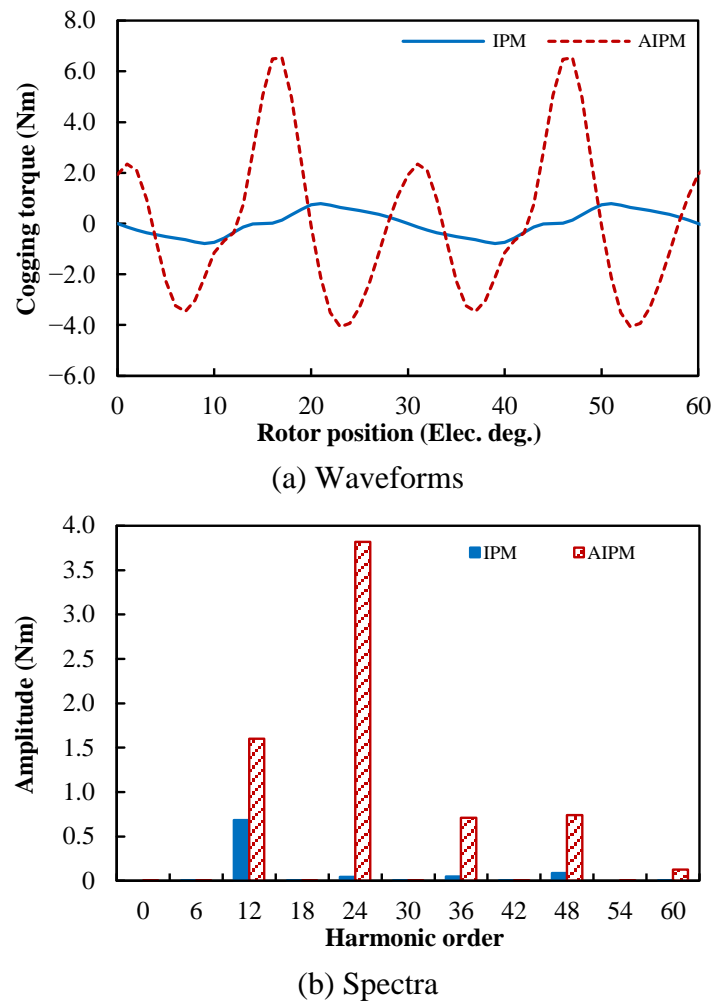 IPM AIPM
8.0
6.0
4.0
2.0
0
−2.0
−4.0
−6.0
Cogging torque (Nm)
0 10 20 30 40 50 60
Rotor position (Elec. deg.)
(a) Waveforms
IPM AIPM
4.0
3.5
3.0
2.5
2.0
1.5
1.0
0.5
0
Amplitude (Nm)
0 6 12 18 24 30 36 42 48 54 60
Harmonic order
(b) Spectra